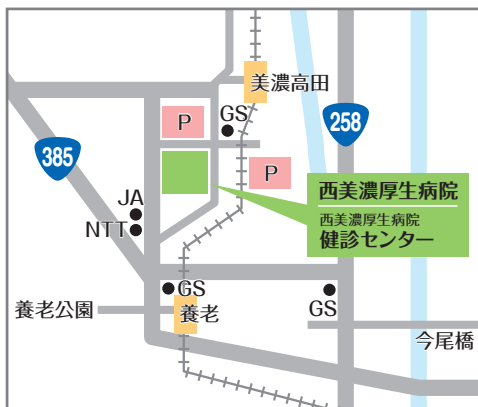 美濃高田
GS
P
258
385
P
西美濃厚生病院
西美濃厚生病院
健診センター
JA
NTT
GS
GS
養老公園
養老
今尾橋